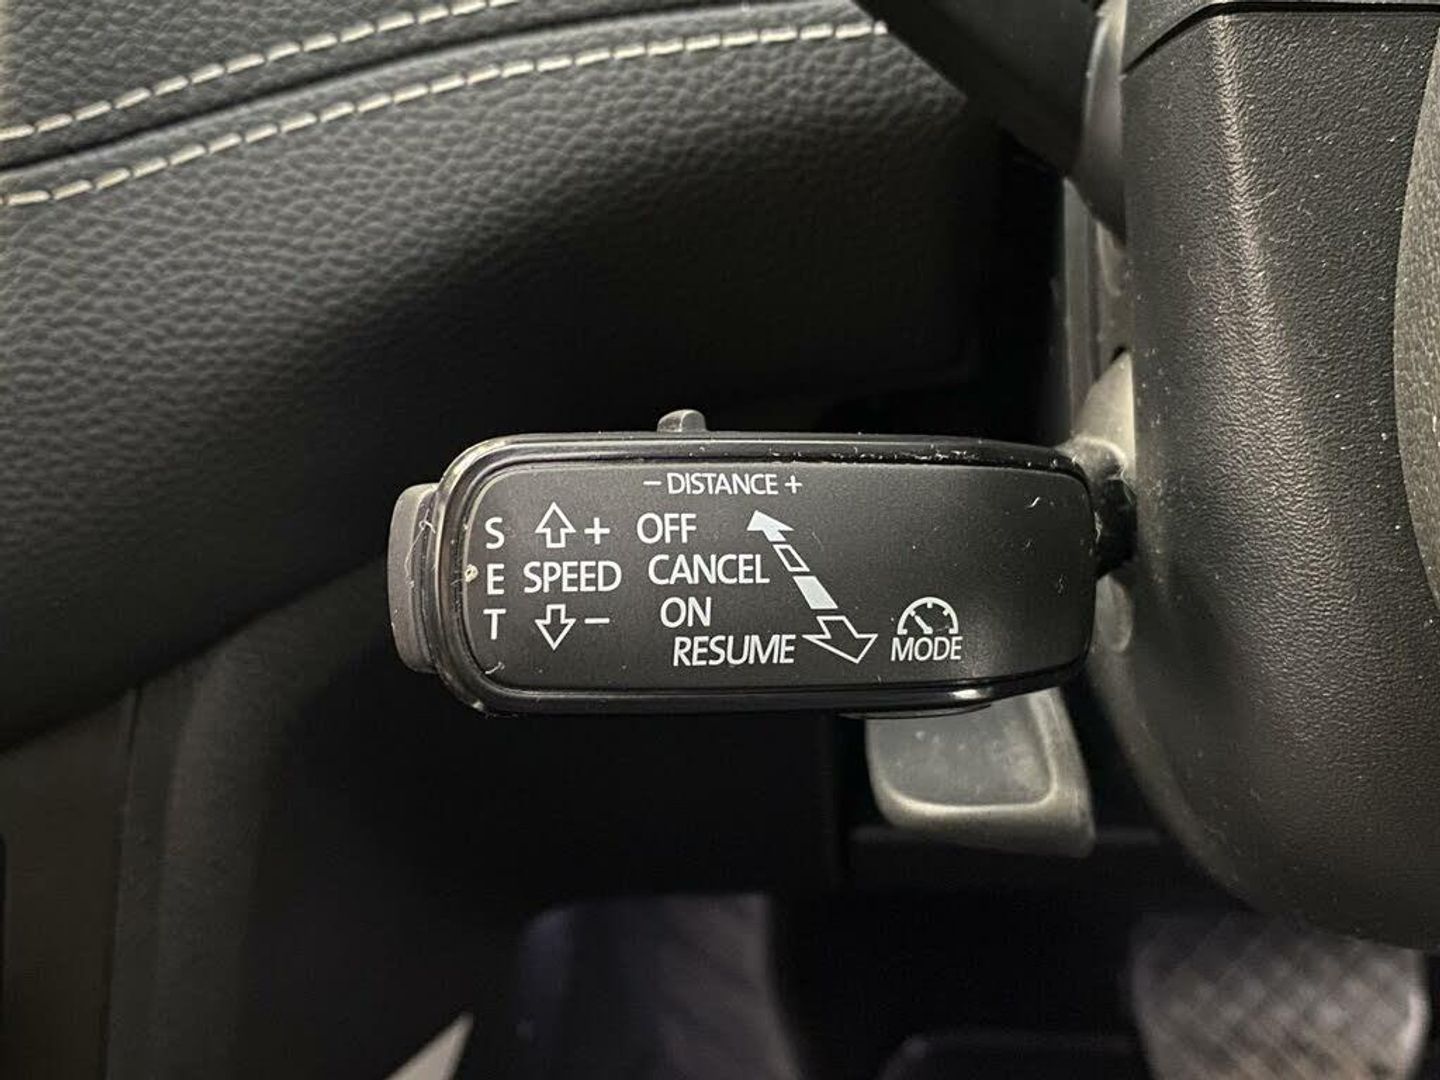 − DISTANCE +
S E T
+
SPEED
−
OFF
CANCEL
ON
RESUME
MODE